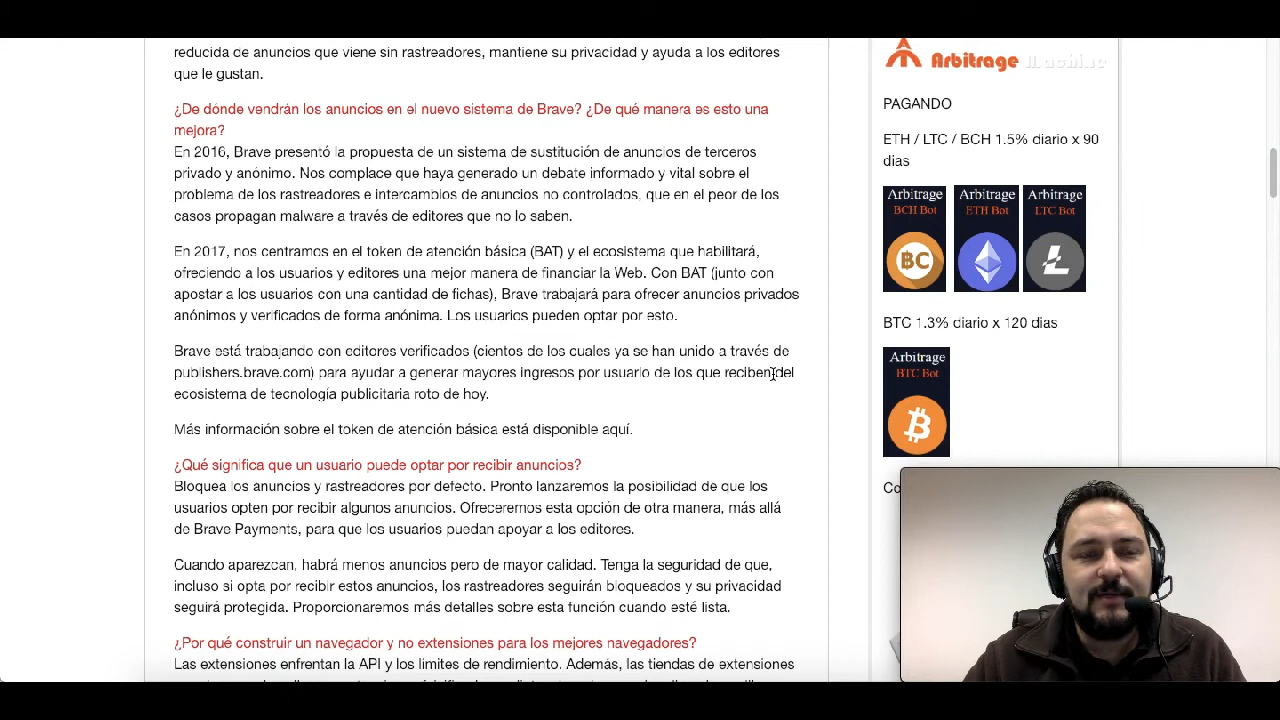 reducida de anuncios que viene sin rastreadores, mantiene su privacidad y ayuda a los editores
que le gustan.
¿De dónde vendrán los anuncios en el nuevo sistema de Brave? ¿De qué manera es esto una
mejora?
En 2016, Brave presentó la propuesta de un sistema de sustitución de anuncios de terceros
privado y anónimo. Nos complace que haya generado un debate informado y vital sobre el
problema de los rastreadores e intercambios de anuncios no controlados, que en el peor de los
casos propagan malware a través de editores que no lo saben.
En 2017, nos centramos en el token de atención básica (BAT) y el ecosistema que habilitará,
ofreciendo a los usuarios y editores una mejor manera de financiar la Web. Con BAT (junto con
apostar a los usuarios con una cantidad de fichas), Brave trabajará para ofrecer anuncios privados
anónimos y verificados de forma anónima. Los usuarios pueden optar por esto.
Brave está trabajando con editores verificados (cientos de los cuales ya se han unido a través de
publishers.brave.com) para ayudar a generar mayores ingresos por usuario de los que reciben del
ecosistema de tecnología publicitaria roto de hoy.
Más información sobre el token de atención básica está disponible aquí.
¿Qué significa que un usuario puede optar por recibir anuncios?
Bloquea los anuncios y rastreadores por defecto. Pronto lanzaremos la posibilidad de que los
usuarios opten por recibir algunos anuncios. Ofreceremos esta opción de otra manera, más allá
de Brave Payments, para que los usuarios puedan apoyar a los editores.
Cuando aparezcan, habrá menos anuncios pero de mayor calidad. Tenga la seguridad de que,
incluso si opta por recibir estos anuncios, los rastreadores seguirán bloqueados y su privacidad
seguirá protegida. Proporcionaremos más detalles sobre esta función cuando esté lista.
¿Por qué construir un navegador y no extensiones para los mejores navegadores?
Las extensiones enfrentan la API y los límites de rendimiento. Además, las tiendas de extensiones
Arbitrage Machine
PAGANDO
ETH / LTC / BCH 1.5% diario x 90
dias
Arbitrage
BCH Bot
BC
Arbitrage
ETH Bot
Arbitrage
LTC Bot
BTC 1.3% diario x 120 dias
Arbitrage
BTC Bot
Co